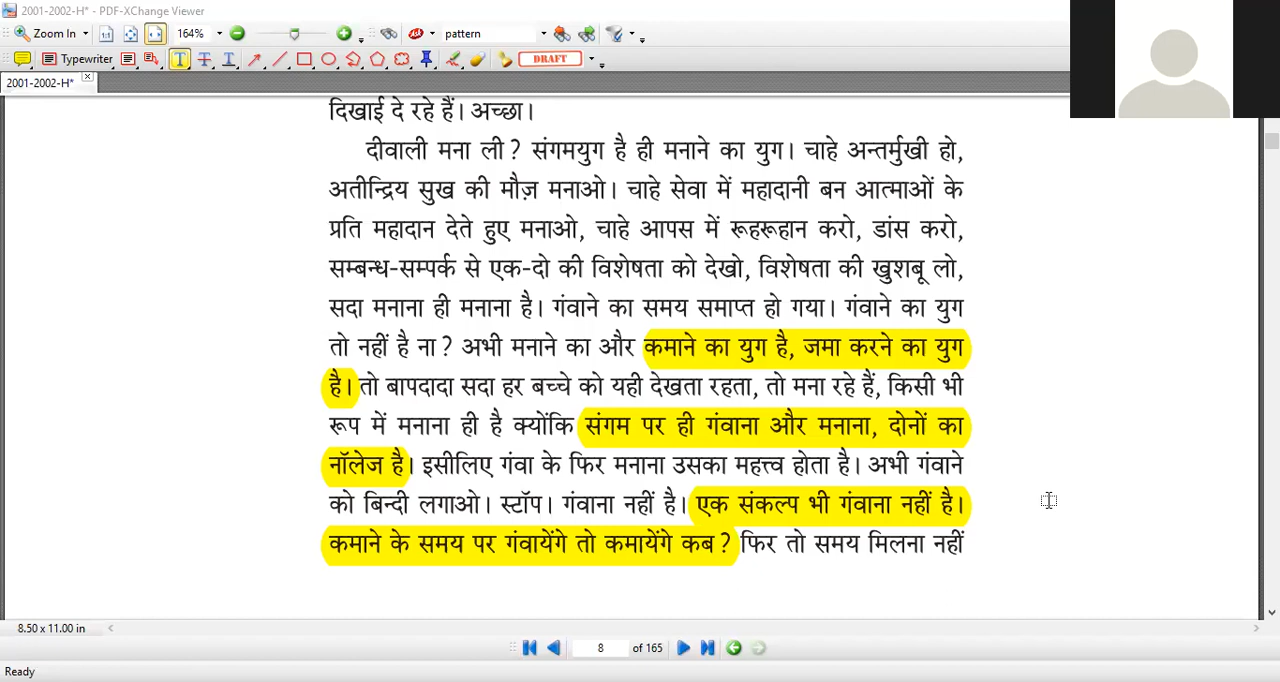 2001-2002-H* - PDF-XChange Viewer
Zoom In 164% pattern
Typewriter T T T DRAFT
2001-2002-H*
दिखाई दे रहे हैं। अच्छा।
दीवाली मना ली? संगमयुग है ही मनाने का युग। चाहे अन्तर्मुखी हो,
अतीन्द्रिय सुख की मौज़ मनाओ। चाहे सेवा में महादानी बन आत्माओं के
प्रति महादान देते हुए मनाओ, चाहे आपस में रूहरूहान करो, डांस करो,
सम्बन्ध-सम्पर्क से एक-दो की विशेषता को देखो, विशेषता की खुशबू लो,
सदा मनाना ही मनाना है। गंवाने का समय समाप्त हो गया। गंवाने का युग
तो नहीं है ना? अभी मनाने का और कमाने का युग है, जमा करने का युग
है। तो बापदादा सदा हर बच्चे को यही देखता रहता, तो मना रहे हैं, किसी भी
रूप में मनाना ही है क्योंकि संगम पर ही गंवाना और मनाना, दोनों का
नॉलेज है। इसीलिए गंवा के फिर मनाना उसका महत्त्व होता है। अभी गंवाने
को बिन्दी लगाओ। स्टॉप। गंवाना नहीं है। एक संकल्प भी गंवाना नहीं है।
कमाने के समय पर गंवायेंगे तो कमायेंगे कब? फिर तो समय मिलना नहीं
8.50 x 11.00 in
8 of 165
Ready